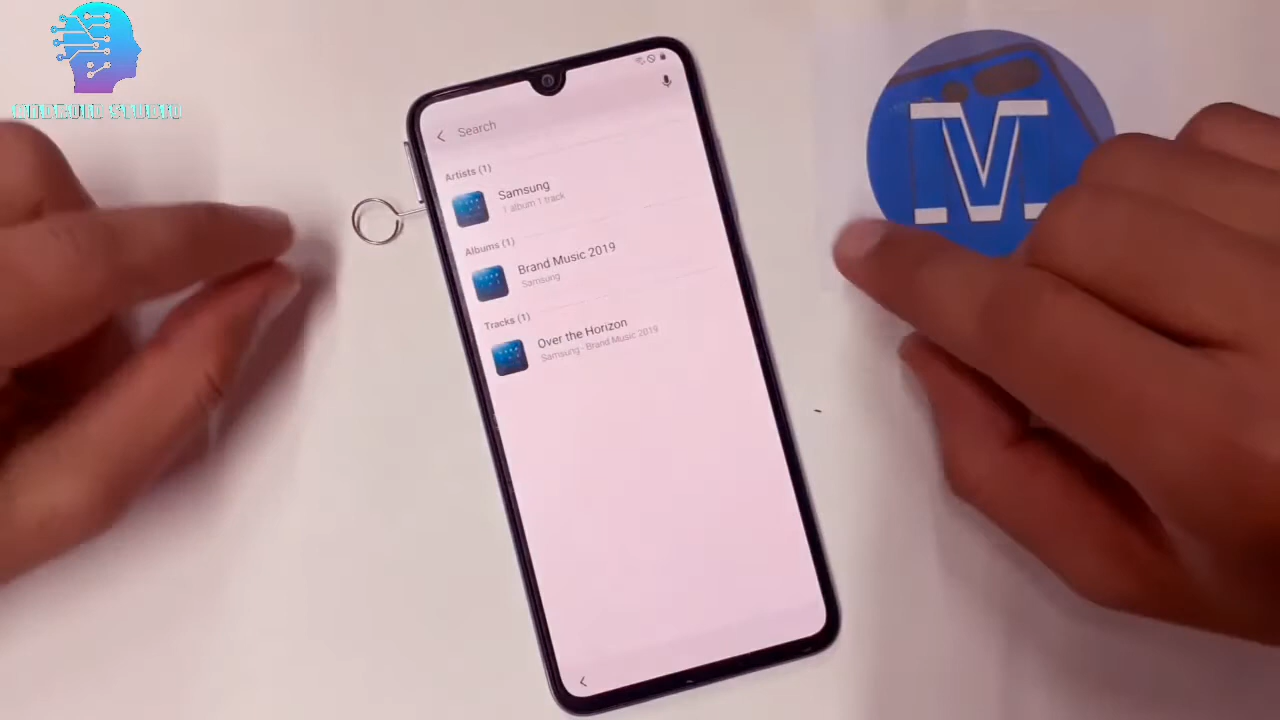 Search
Artists (1)
Samsung
1 album 1 track
Albums (1)
Brand Music 2019
Samsung
Tracks (1)
Over the Horizon
Samsung - Brand Music 2019
M